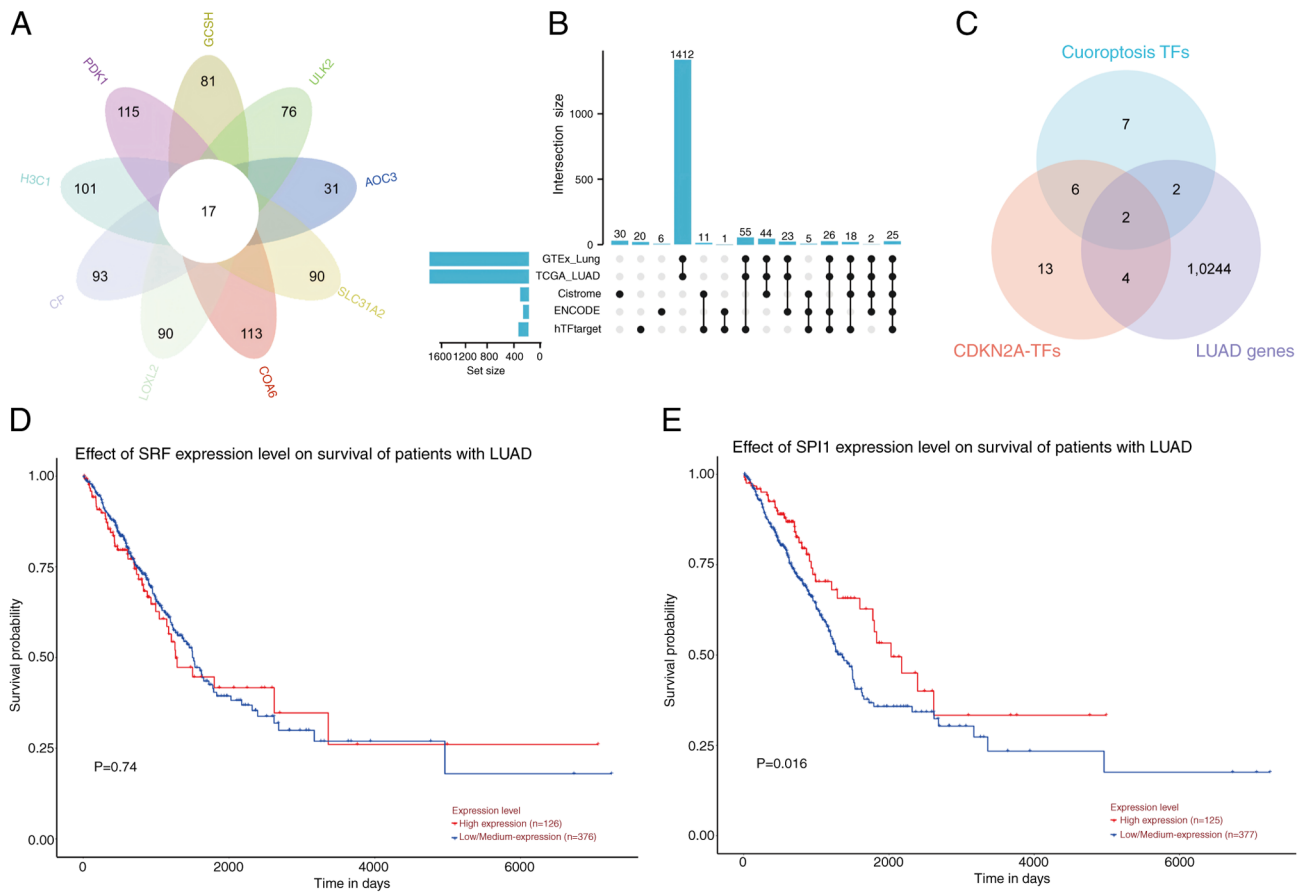 A
GCSH
PDK1
ULK2
81
115
76
H3C1
101
31
AOC3
17
CP
93
90
SLC31A2
90
113
LOXL2
COA6
B
1412
Intersection size
1000
500
0
30
20
6
11
1
55
44
23
5
26
18
2
25
GTEx_Lung
TCGA_LUAD
Cistrome
ENCODE
hTFtarget
1600 1200 800 400 0
Set size
C
Cuoroptosis TFs
7
6
2
2
13
4
1,0244
CDKN2A-TFs
LUAD genes
D
Effect of SRF expression level on survival of patients with LUAD
Survival probability
1.00
0.75
0.50
0.25
0.00
P=0.74
Expression level
High expression (n=126)
Low/Medium-expression (n=376)
0 2000 4000 6000
Time in days
E
Effect of SPI1 expression level on survival of patients with LUAD
Survival probability
1.00
0.75
0.50
0.25
0.00
P=0.016
Expression level
High expression (n=125)
Low/Medium-expression (n=377)
0 2000 4000 6000
Time in days